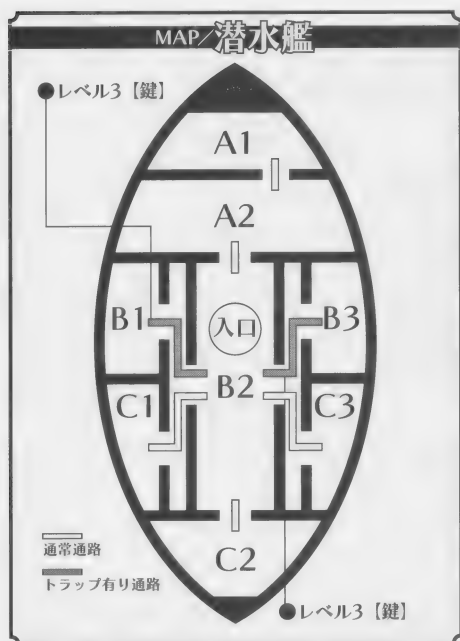 MAP/潜水艦
●レベル3【鍵】
A1
A2
B1
入口
B3
B2
C1
C3
C2
通常通路
トラップ有り通路
●レベル3【鍵】